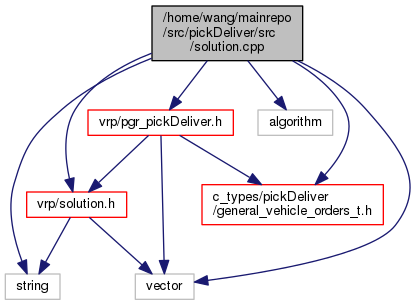 /home/wang/mainrepo
/src/pickDeliver/src
/solution.cpp
vrp/pgr_pickDeliver.h
algorithm
vrp/solution.h
c_types/pickDeliver
/general_vehicle_orders_t.h
string
vector